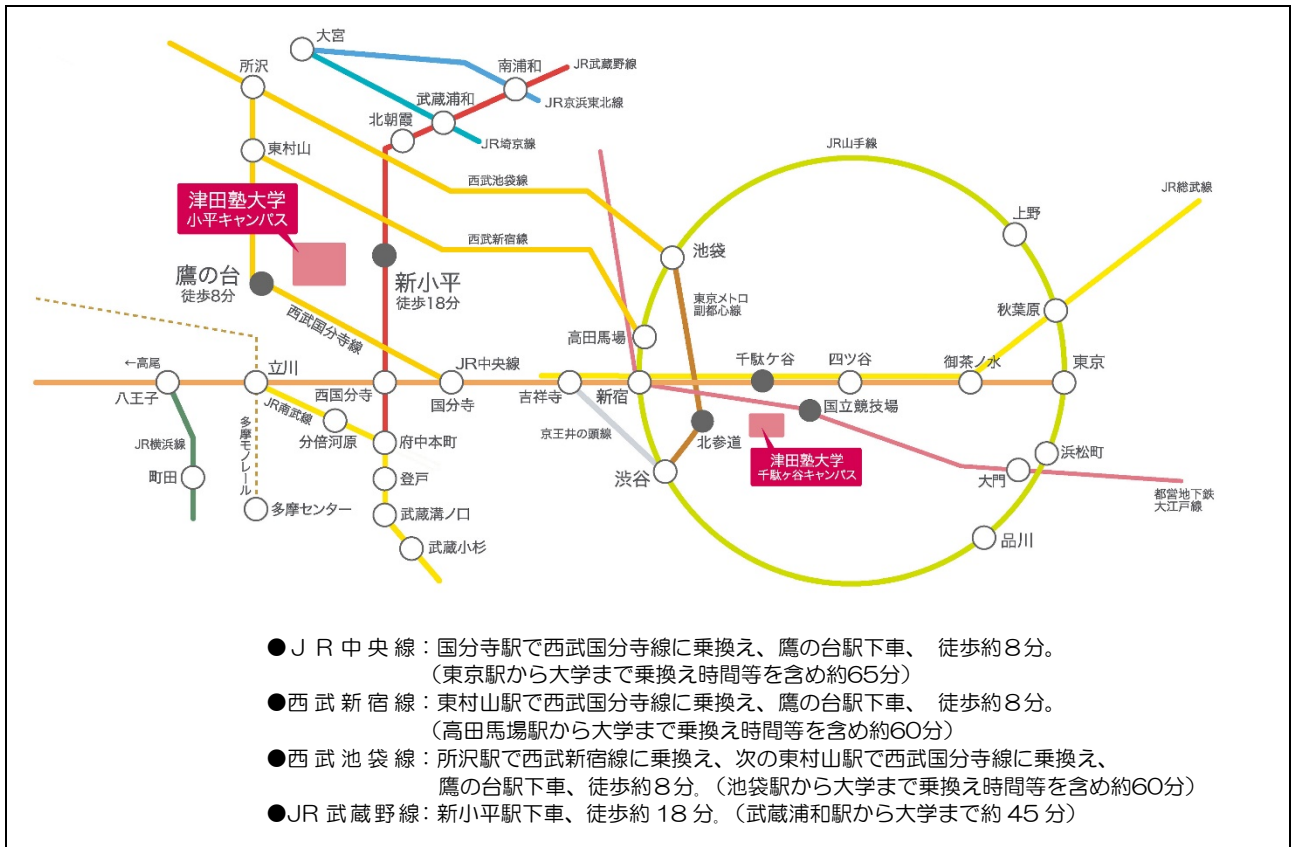 大宮
所沢
南浦和
JR武蔵野線
武蔵浦和
JR京浜東北線
北朝霞
JR埼京線
東村山
JR山手線
西武池袋線
JR総武線
津田塾大学
小平キャンパス
上野
西武新宿線
池袋
鷹の台
徒歩8分
新小平
徒歩18分
東京メトロ
副都心線
秋葉原
西武国分寺線
高田馬場
←高尾
立川
JR中央線
千駄ケ谷
四ツ谷
御茶ノ水
東京
八王子
西国分寺
国分寺
吉祥寺
新宿
JR南武線
国立競技場
分倍河原
府中本町
京王井の頭線
北参道
JR横浜線
多摩モノレール
浜松町
津田塾大学
千駄ヶ谷キャンパス
町田
登戸
渋谷
大門
都営地下鉄
大江戸線
多摩センター
武蔵溝ノ口
品川
武蔵小杉
●JR中央線：国分寺駅で西武国分寺線に乗換え、鷹の台駅下車、 徒歩約8分。
（東京駅から大学まで乗換え時間等を含め約65分）
●西武新宿線：東村山駅で西武国分寺線に乗換え、鷹の台駅下車、 徒歩約8分。
（高田馬場駅から大学まで乗換え時間等を含め約60分）
●西武池袋線：所沢駅で西武新宿線に乗換え、次の東村山駅で西武国分寺線に乗換え、
鷹の台駅下車、徒歩約8分。（池袋駅から大学まで乗換え時間等を含め約60分）
●JR武蔵野線：新小平駅下車、徒歩約 18 分。（武蔵浦和駅から大学まで約 45 分）